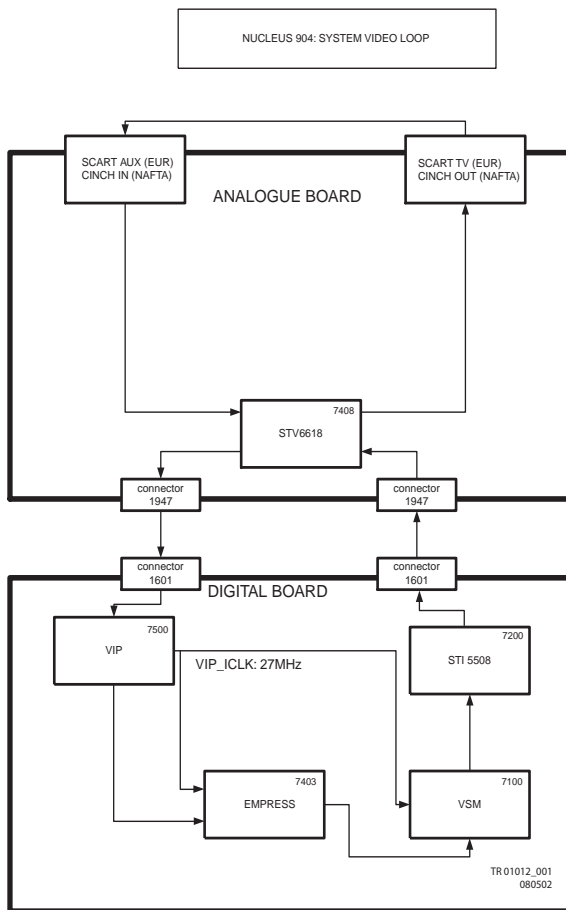 NUCLEUS 904: SYSTEM VIDEO LOOP
SCART AUX (EUR)
CINCH IN (NAFTA)
SCART TV (EUR)
CINCH OUT (NAFTA)
ANALOGUE BOARD
7408
STV6618
connector
1947
connector
1947
connector
1601
connector
1601
DIGITAL BOARD
7500
VIP
VIP_ICLK: 27MHz
7200
STI 5508
7403
EMPRESS
7100
VSM
TR 01012_001
080502